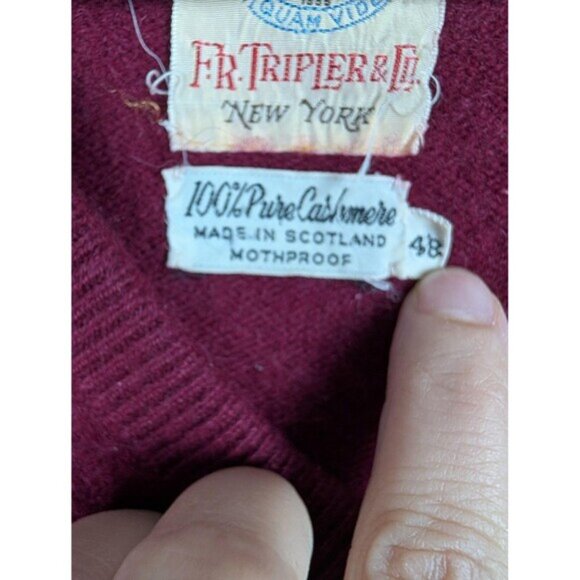 QUAM VIDE
F.R. TRIPLER & CO.
NEW YORK
100% Pure Cashmere
MADE IN SCOTLAND
MOTHPROOF
48